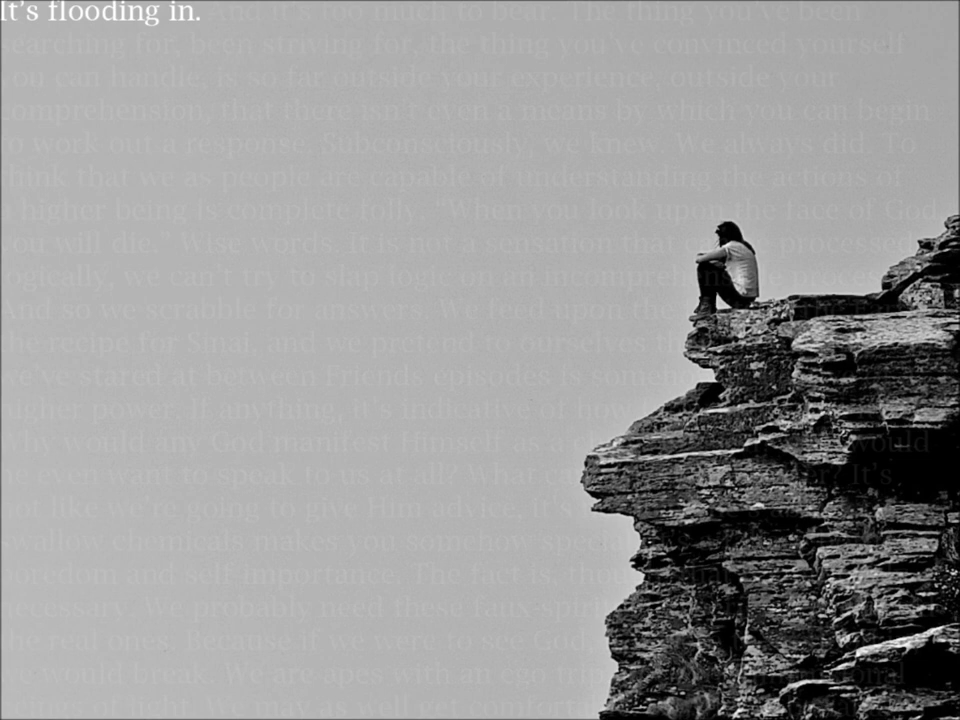 It's flooding in. And it's too much to bear. The thing you've been
searching for, been striving for, the thing you've convinced yourself
you can handle, is so far outside your experience, outside your
comprehension, that there isn't even a means by which you can begin
to work out a response. Subconsciously, we knew. We always did. To
think that we as people are capable of understanding the actions of
a higher being is complete folly. "When you look upon the face of God
you will die." Wise words. It is not a sensation that processed
logically, we can't try to slap logic on an
And so we scrabble for answers. We feed upon the
the recipe for Sinai, and we pretend to ourselves
we've stared at between Friends episodes is
higher power. If anything, it's indicative of how
Why would any God manifest Himself as a would
he even want to speak to us at all? What It's
not like we're going to give Him advice, it's
swallow chemicals makes you somehow
boredom and self-importance. The fact is,
necessary. We probably need these
the real ones. Because if we were to see God,
we would break. We are apes with an ego trip
beings of light. We may as well get